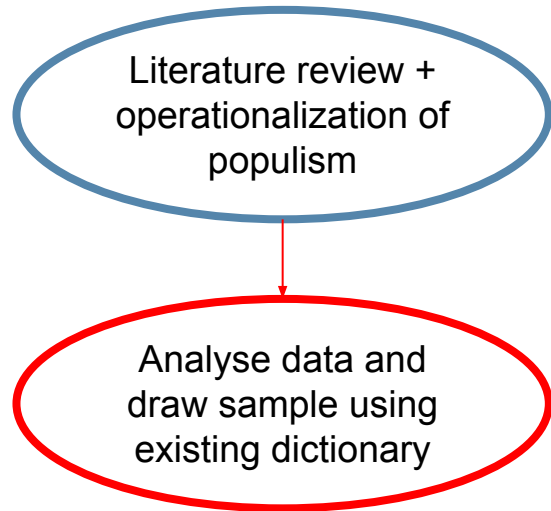 Literature review +
operationalization of
populism
Analyse data and
draw sample using
existing dictionary